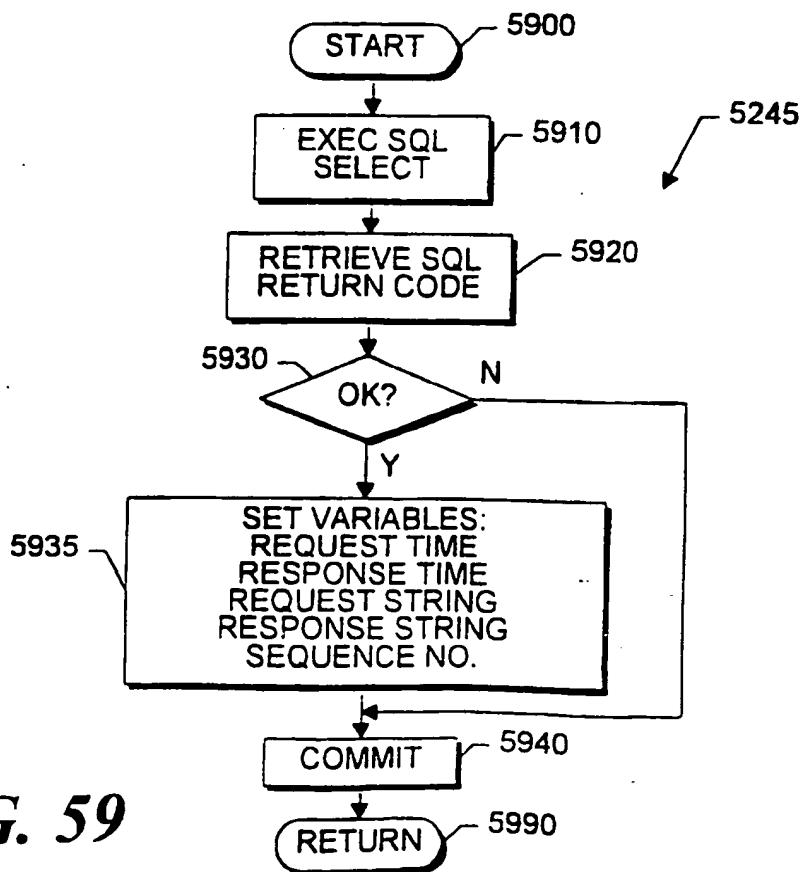 START
5900
5245
EXEC SQL
SELECT
5910
RETRIEVE SQL
RETURN CODE
5920
5930
OK?
N
Y
5935
SET VARIABLES:
REQUEST TIME
RESPONSE TIME
REQUEST STRING
RESPONSE STRING
SEQUENCE NO.
COMMIT
5940
RETURN
5990
G. 59